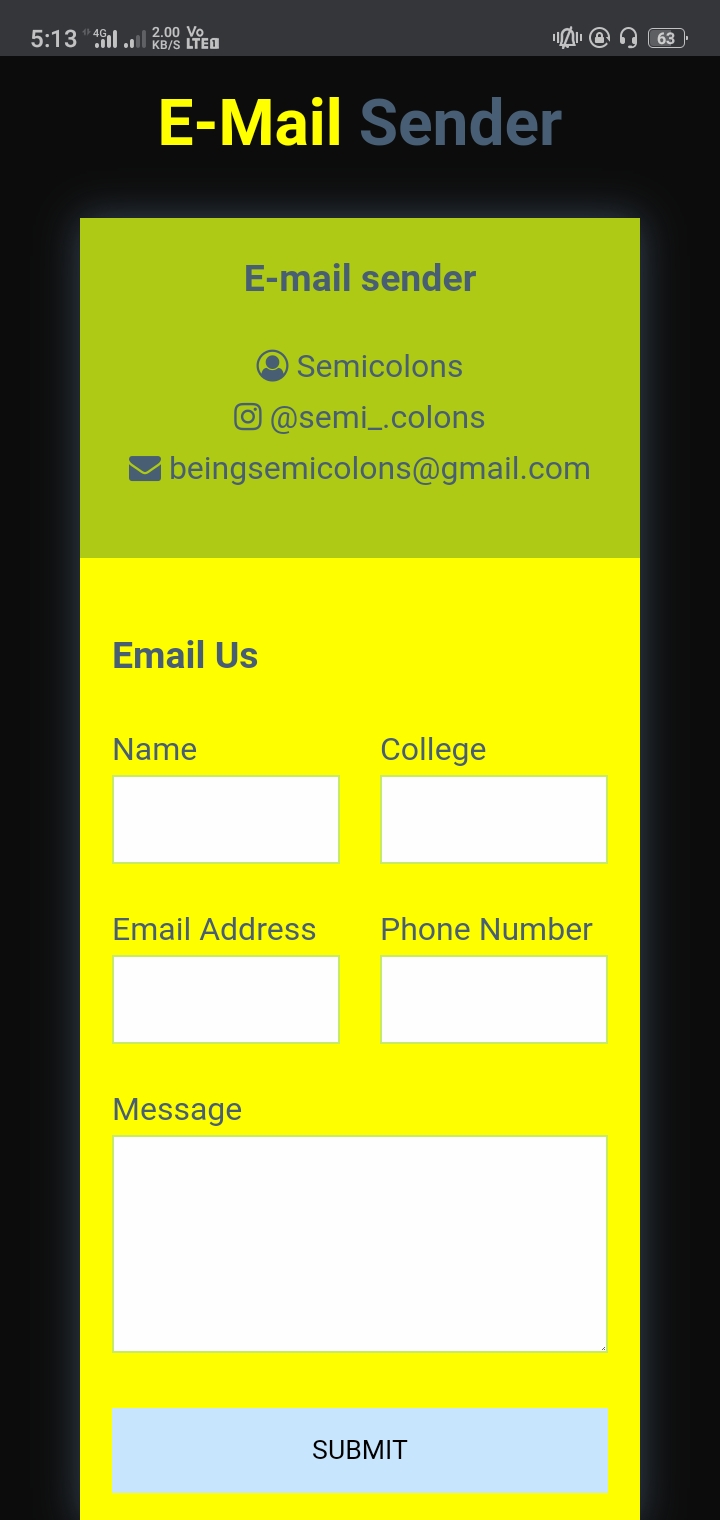 5:13 4G 2.00 KB/S Vo LTE 1 63
E-Mail Sender
E-mail sender
Semicolons
@semi_.colons
beingsemicolons@gmail.com
Email Us
Name College
Email Address Phone Number
Message
SUBMIT